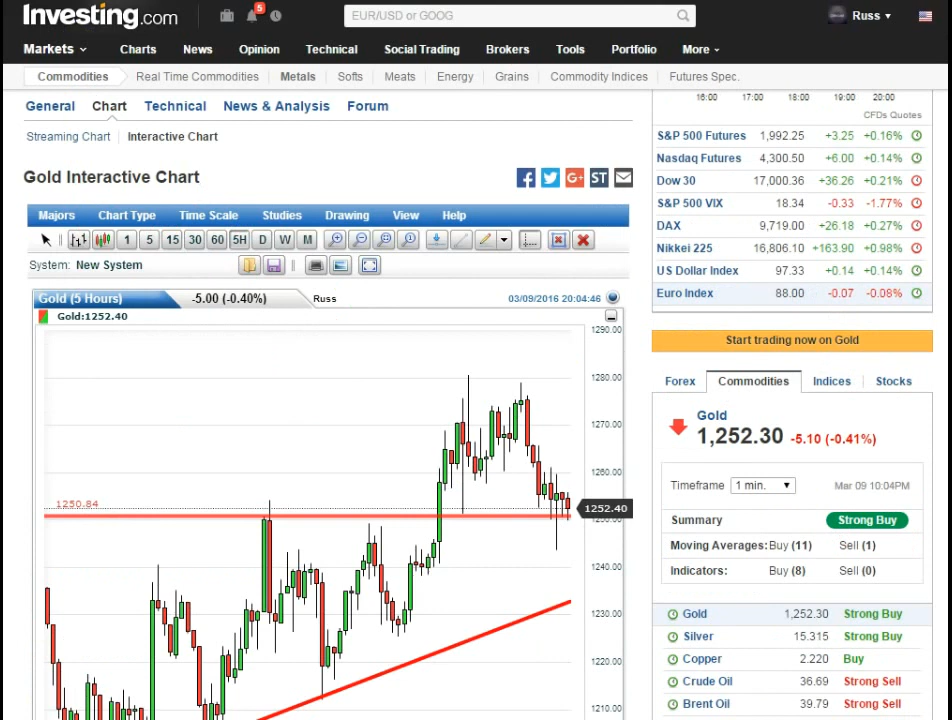 Investing.com
5
EUR/USD or GOOG
Russ
Markets Charts News Opinion Technical Social Trading Brokers Tools Portfolio More
Commodities Real Time Commodities Metals Softs Meats Energy Grains Commodity Indices Futures Spec.
General Chart Technical News & Analysis Forum
Streaming Chart Interactive Chart
Gold Interactive Chart
ST
Majors Chart Type Time Scale Studies Drawing View Help
1 5 15 30 60 5H D W M
System: New System
Gold (5 Hours) -5.00 (-0.40%) Russ 03/09/2016 20:04:46
Gold:1252.40
1290.00
1280.00
1270.00
1260.00
1250.84
1252.40
1250.00
1240.00
1230.00
1220.00
1210.00
16:00 17:00 18:00 19:00 20:00
CFDs Quotes
S&P 500 Futures 1,992.25 +3.25 +0.16%
Nasdaq Futures 4,300.50 +6.00 +0.14%
Dow 30 17,000.36 +36.26 +0.21%
S&P 500 VIX 18.34 -0.33 -1.77%
DAX 9,719.00 +26.18 +0.27%
Nikkei 225 16,806.10 +163.90 +0.98%
US Dollar Index 97.33 +0.14 +0.14%
Euro Index 88.00 -0.07 -0.08%
Start trading now on Gold
Forex Commodities Indices Stocks
Gold
1,252.30 -5.10 (-0.41%)
Timeframe 1 min. Mar 09 10:04PM
Summary Strong Buy
Moving Averages: Buy (11) Sell (1)
Indicators: Buy (8) Sell (0)
Gold 1,252.30 Strong Buy
Silver 15.315 Strong Buy
Copper 2.220 Buy
Crude Oil 36.69 Strong Sell
Brent Oil 39.79 Strong Sell